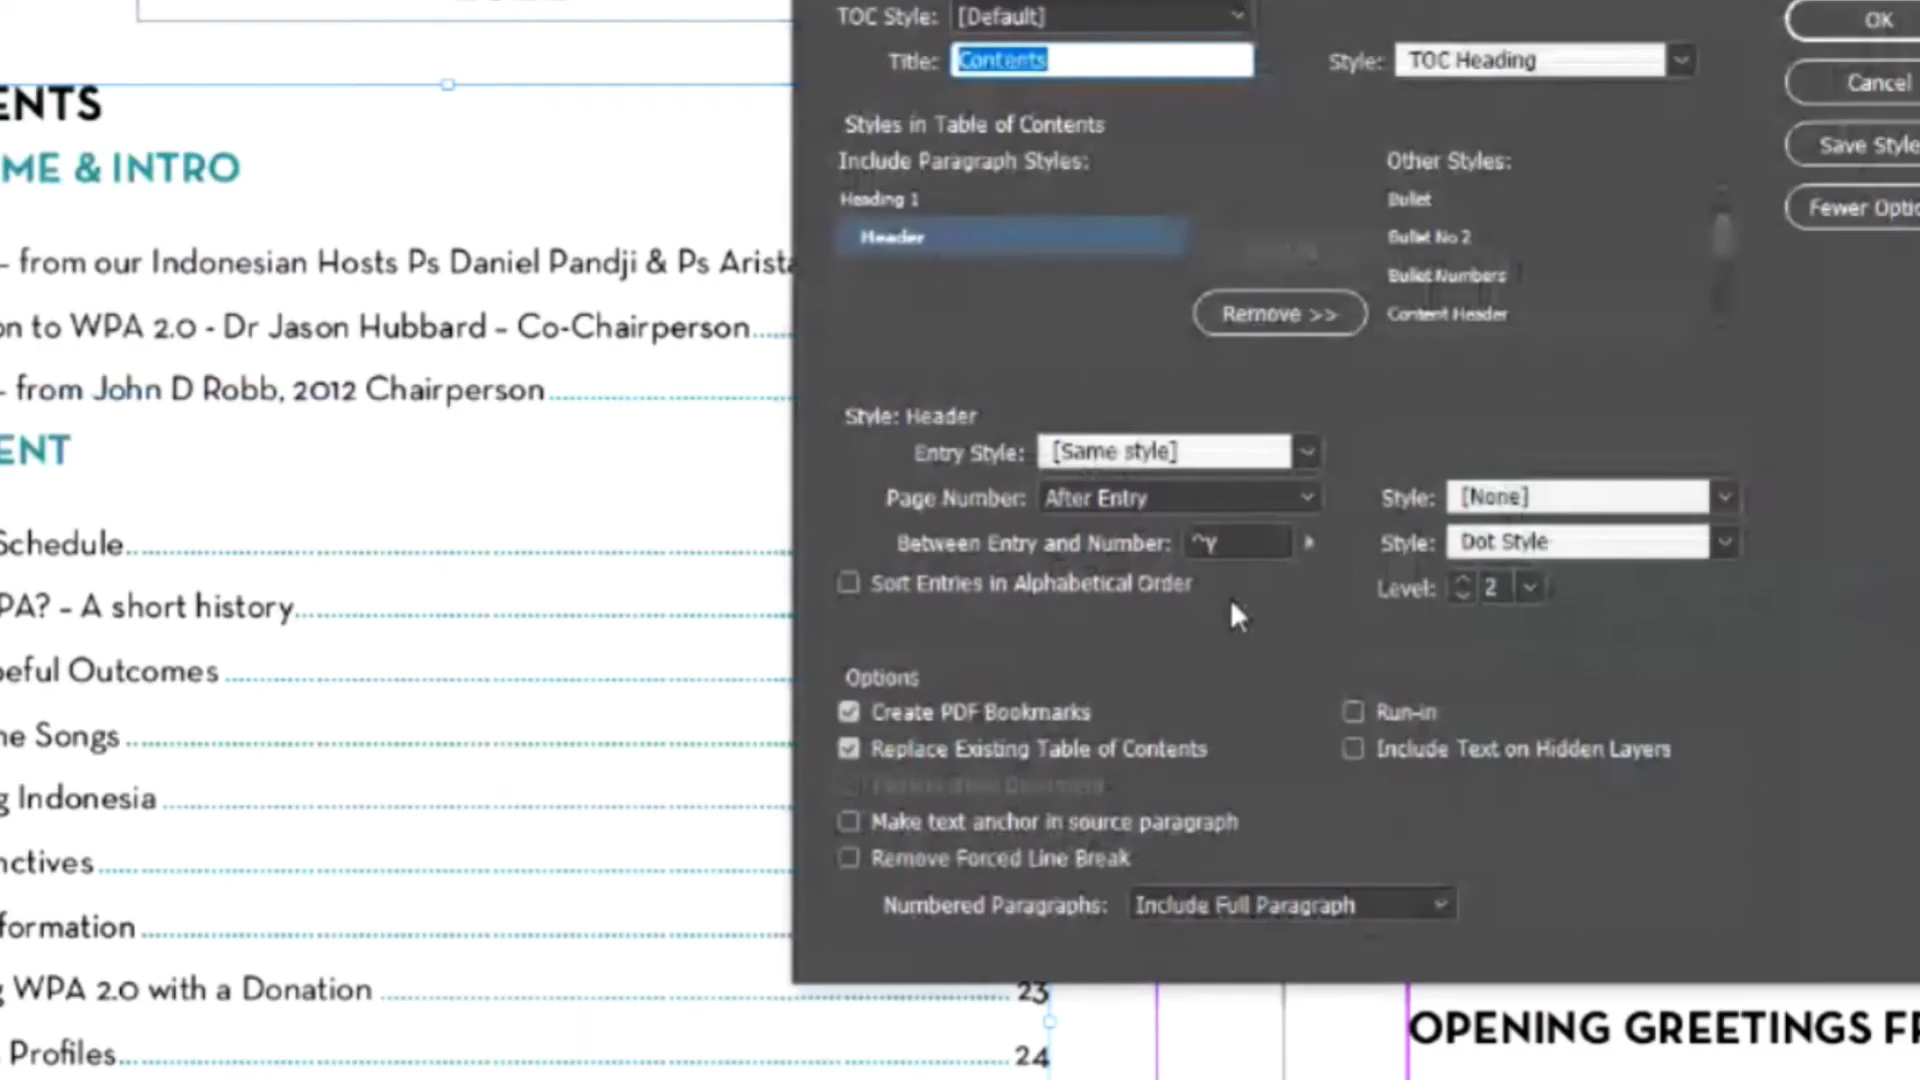 TOC Style: [Default]
OK
Title: Contents
Style: TOC Heading
Cancel
Styles in Table of Contents
Save Style
Include Paragraph Styles:
Other Styles:
Heading 1
Header
Bullet
Bullet No 2
Bullet Numbers
Content Header
Fewer Optio
Remove >>
Style: Header
Entry Style: [Same style]
Page Number: After Entry
Style: [None]
Between Entry and Number: ^y
Style: Dot Style
Sort Entries in Alphabetical Order
Level: 2
Options
Create PDF Bookmarks
Run-in
Replace Existing Table of Contents
Include Text on Hidden Layers
Make text anchor in source paragraph
Remove Forced Line Break
Numbered Paragraphs: Include Full Paragraph
ENTS
ME & INTRO
– from our Indonesian Hosts Ps Daniel Pandji & Ps Arista
on to WPA 2.0 - Dr Jason Hubbard – Co-Chairperson
- from John D Robb, 2012 Chairperson
ENT
Schedule
PA? – A short history
eful Outcomes
ne Songs
g Indonesia
nctives
formation
g WPA 2.0 with a Donation 23
Profiles 24
OPENING GREETINGS FR